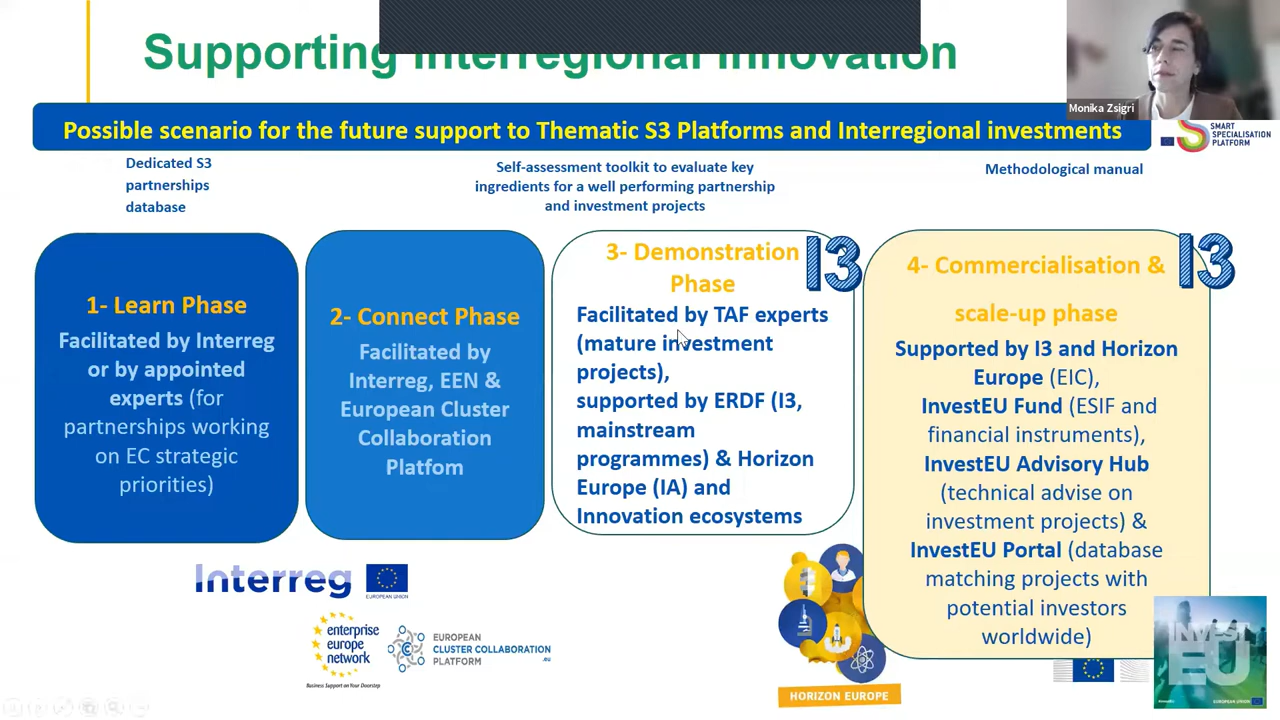 Supporting Interregional Innovation
Monika Zsigri
Possible scenario for the future support to Thematic S3 Platforms and Interregional investments
SMART
SPECIALISATION
PLATFORM
Dedicated S3
partnerships
database
Self-assessment toolkit to evaluate key
ingredients for a well performing partnership
and investment projects
Methodological manual
1- Learn Phase
Facilitated by Interreg
or by appointed
experts (for
partnerships working
on EC strategic
priorities)
2- Connect Phase
Facilitated by
Interreg, EEN &
European Cluster
Collaboration
Platfom
I3
3- Demonstration
Phase
Facilitated by TAF experts
(mature investment
projects),
supported by ERDF (I3,
mainstream
programmes) & Horizon
Europe (IA) and
Innovation ecosystems
I3
4- Commercialisation &
scale-up phase
Supported by I3 and Horizon
Europe (EIC),
InvestEU Fund (ESIF and
financial instruments),
InvestEU Advisory Hub
(technical advise on
investment projects) &
InvestEU Portal (database
matching projects with
potential investors
worldwide)
Interreg
EUROPEAN UNION
enterprise
europe
network
Business Support on Your Doorstep
EUROPEAN
CLUSTER COLLABORATION
PLATFORM
.eu
HORIZON EUROPE
INVEST
EU